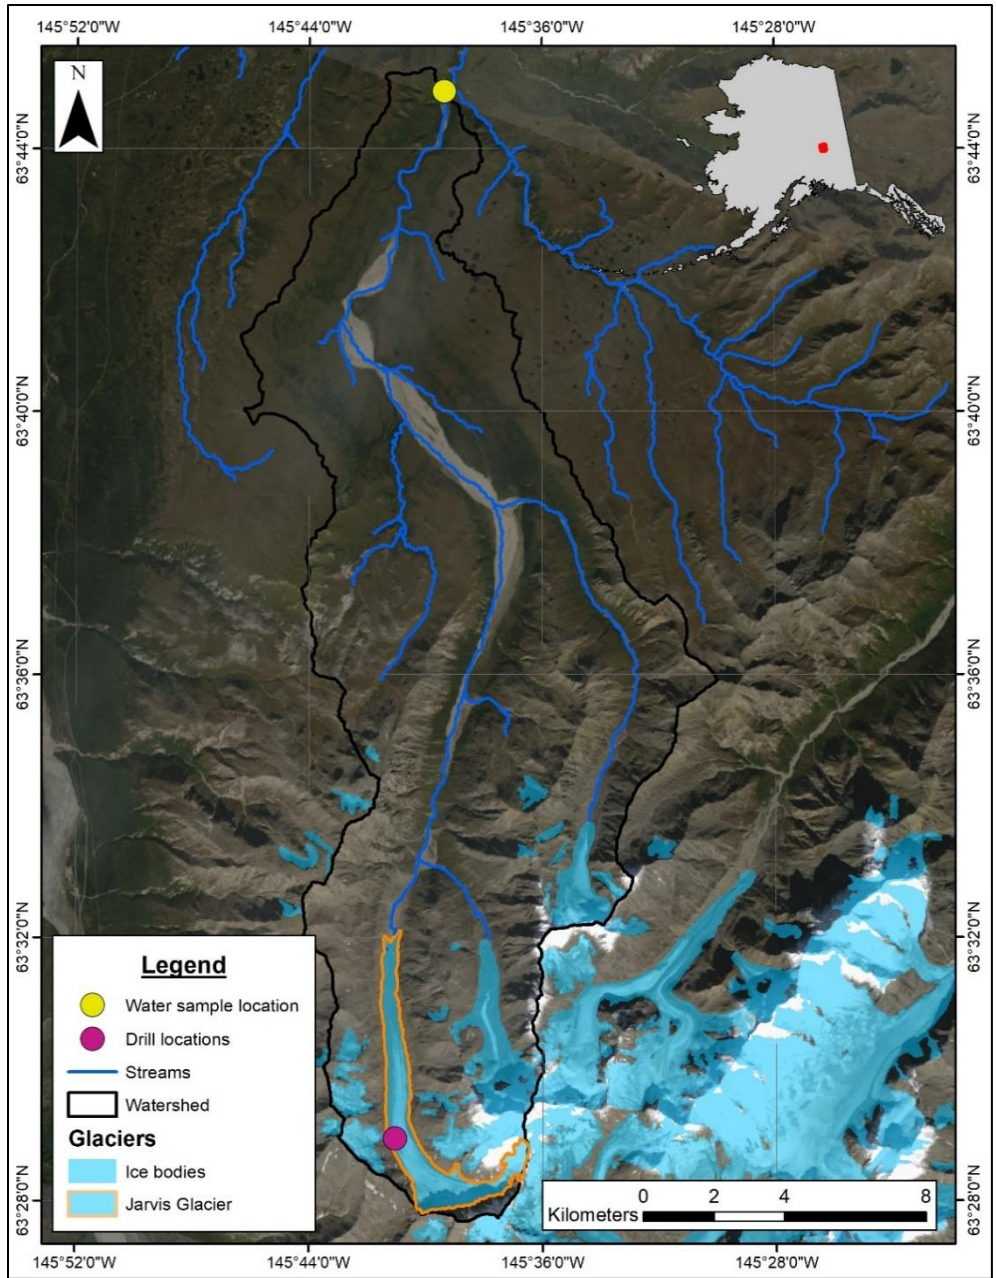 145°52'0"W 145°44'0"W 145°36'0"W 145°28'0"W
N
63°44'0"N 63°44'0"N
63°40'0"N 63°40'0"N
63°36'0"N 63°36'0"N
63°32'0"N 63°32'0"N
Legend
Water sample location
Drill locations
Streams
Watershed
Glaciers
Ice bodies
Jarvis Glacier
0 2 4 8
Kilometers
63°28'0"N 63°28'0"N
145°52'0"W 145°44'0"W 145°36'0"W 145°28'0"W